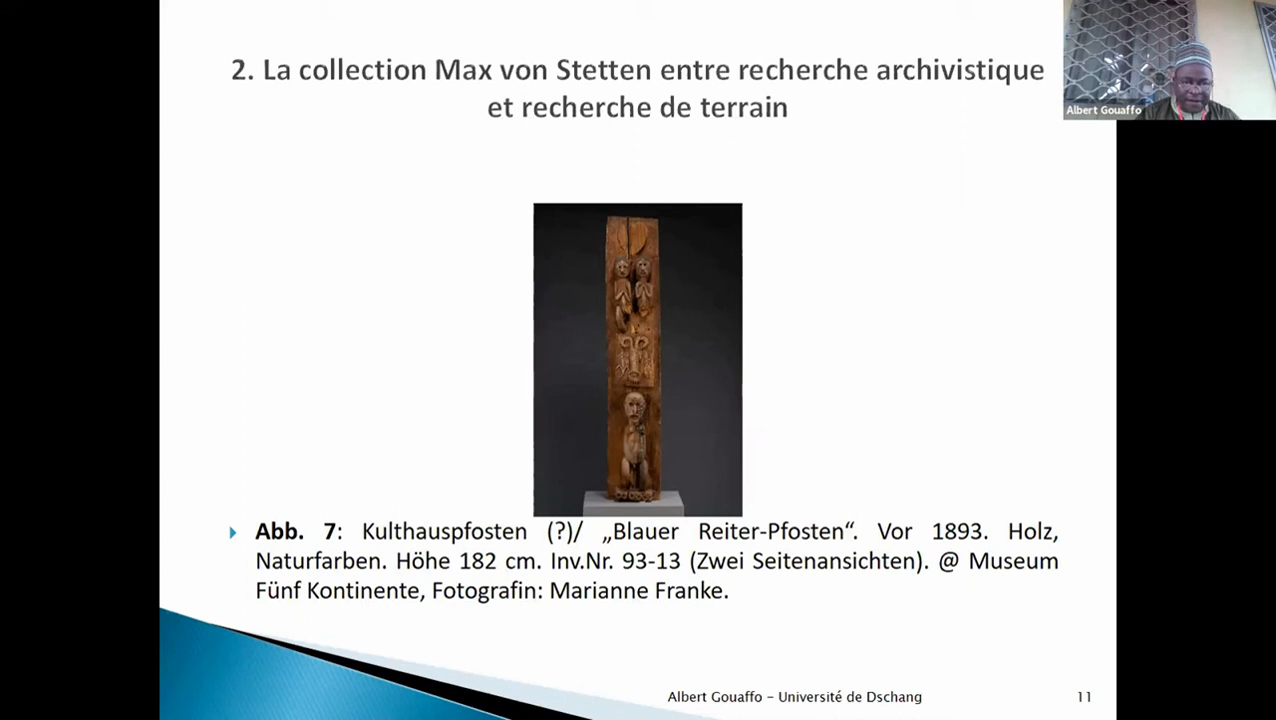 2. La collection Max von Stetten entre recherche archivistique
et recherche de terrain
Albert Gouaffo
Abb. 7: Kulthauspfosten (?)/ „Blauer Reiter-Pfosten“. Vor 1893. Holz,
Naturfarben. Höhe 182 cm. Inv.Nr. 93-13 (Zwei Seitenansichten). @ Museum
Fünf Kontinente, Fotografin: Marianne Franke.
Albert Gouaffo – Université de Dschang
11